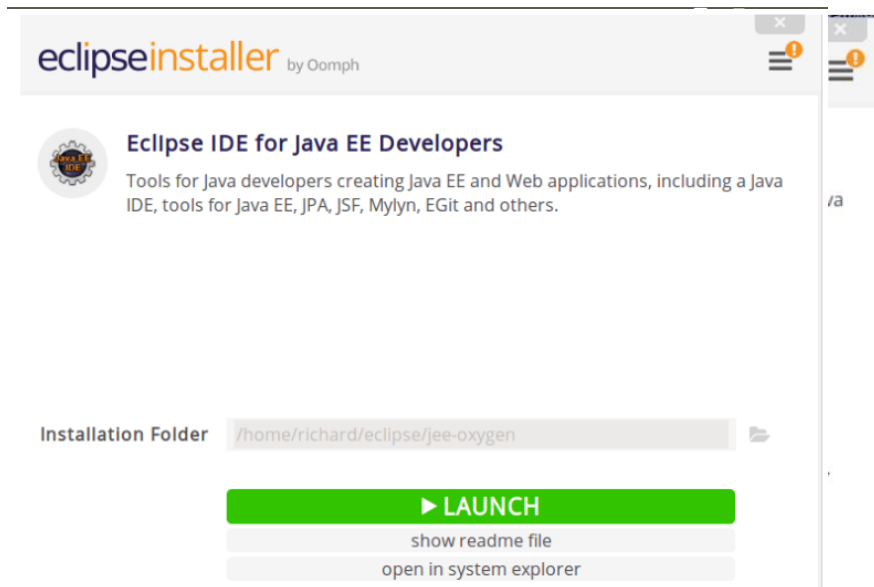 eclipseinstaller by Oomph
Java EE
IDE
EclIpse IDE for Java EE Developers
Tools for Java developers creating Java EE and Web applications, including a Java
IDE, tools for Java EE, JPA, JSF, Mylyn, EGit and others.
va
Installation Folder /home/richard/eclipse/jee-oxygen
LAUNCH
show readme file
open in system explorer